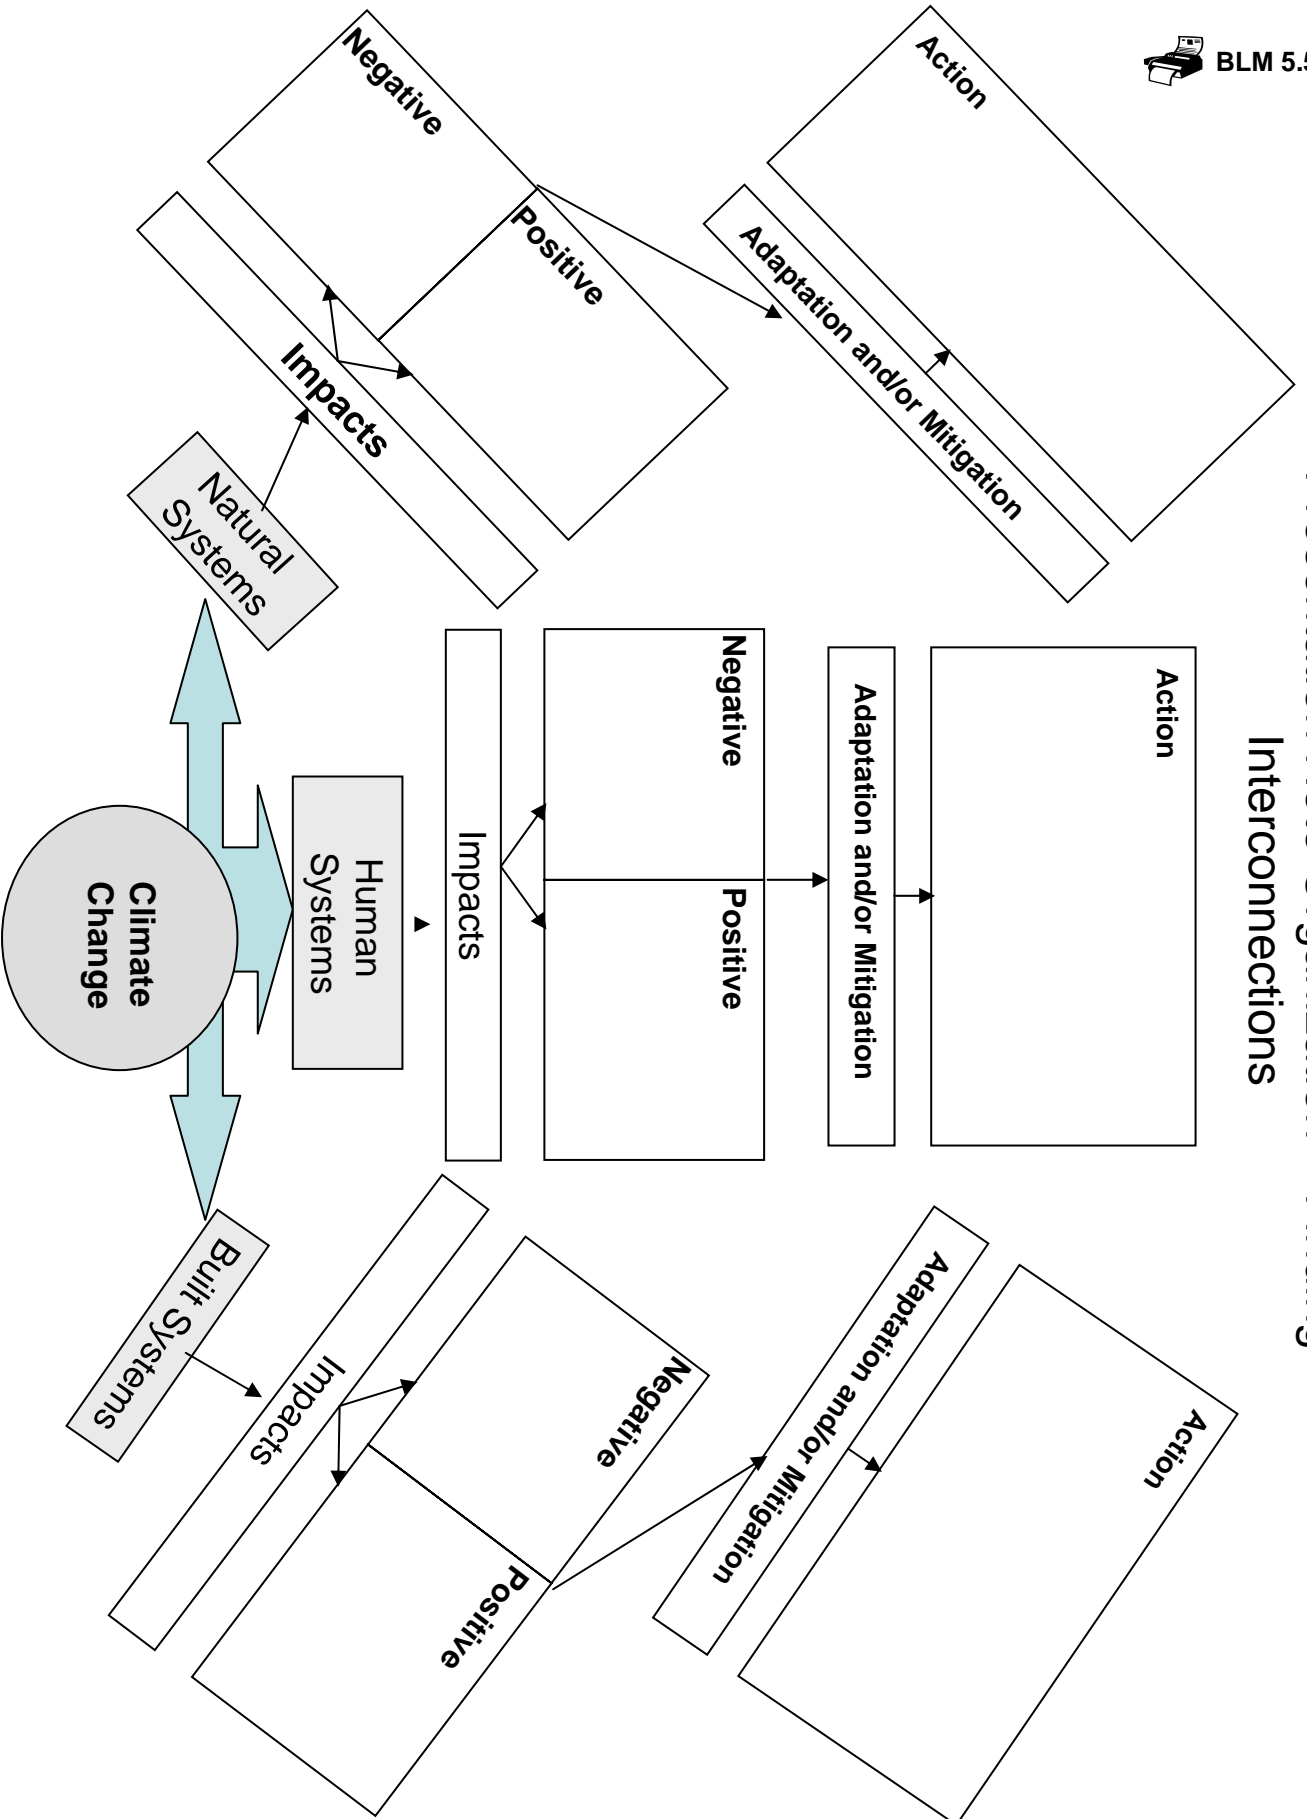 BLM 5.5
Interconnections
Action
Adaptation and/or Mitigation
Negative
Positive
Impacts
Natural
Systems
Action
Adaptation and/or Mitigation
Negative
Positive
Impacts
Human
Systems
Action
Adaptation and/or Mitigation
Negative
Positive
Impacts
Built Systems
Climate
Change